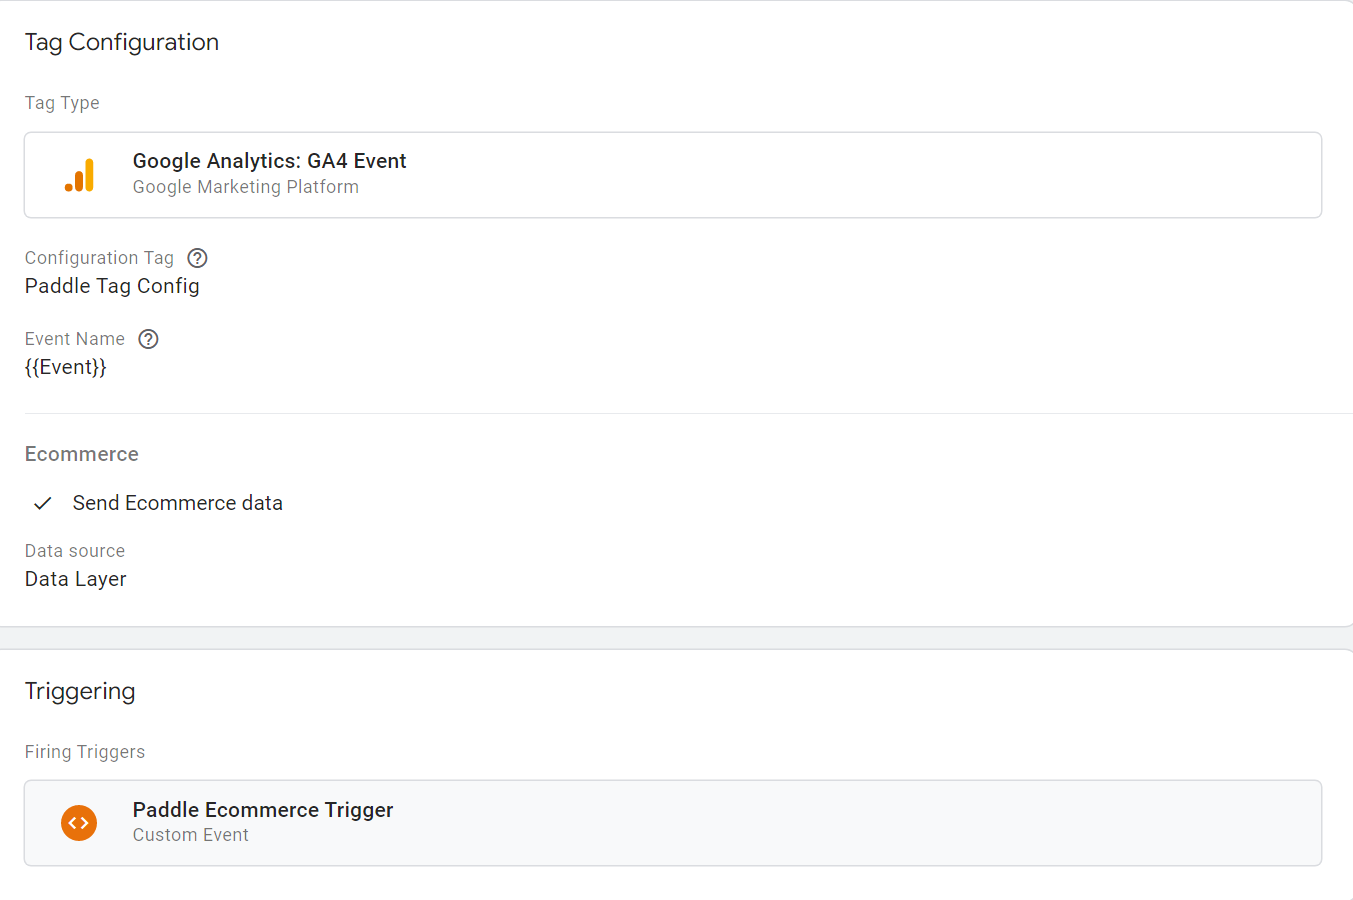 Tag Configuration
Tag Type
Google Analytics: GA4 Event
Google Marketing Platform
Configuration Tag
Paddle Tag Config
Event Name
{{Event}}
Ecommerce
Send Ecommerce data
Data source
Data Layer
Triggering
Firing Triggers
Paddle Ecommerce Trigger
Custom Event